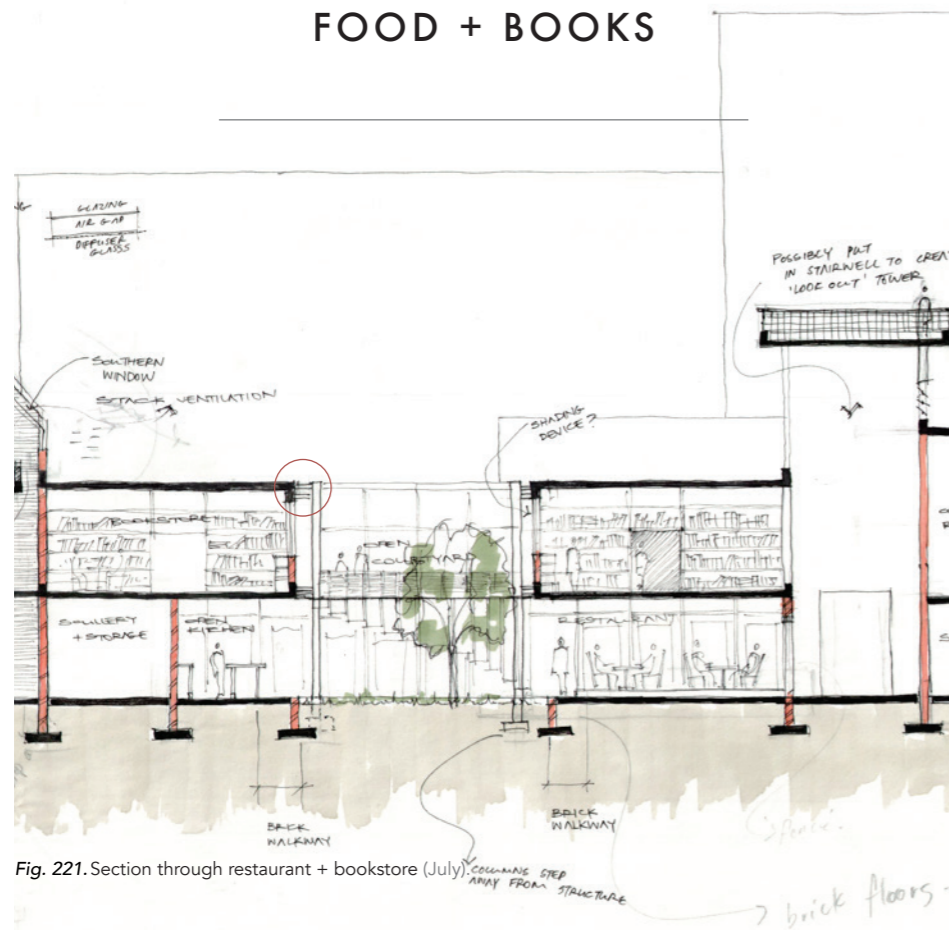 FOOD + BOOKS
GLAZING
AIR GAP
DIFFUSER
GLASSS
POSSIBLY PUT
IN STAIRWELL TO CREA
'LOOK OUT' TOWER
SOUTHERN
WINDOW
STACK VENTILATION
SHADING
DEVICE?
BOOKSTORE
OPEN
COURTYARD
SCULLERY
+ STORAGE
OPEN
KITCHEN
RESTAURANT
BRICK
WALKWAY
BRICK
WALKWAY
Fig. 221. Section through restaurant + bookstore (July).
COLUMNS STEP
AWAY FROM STRUCTURE
brick floors.